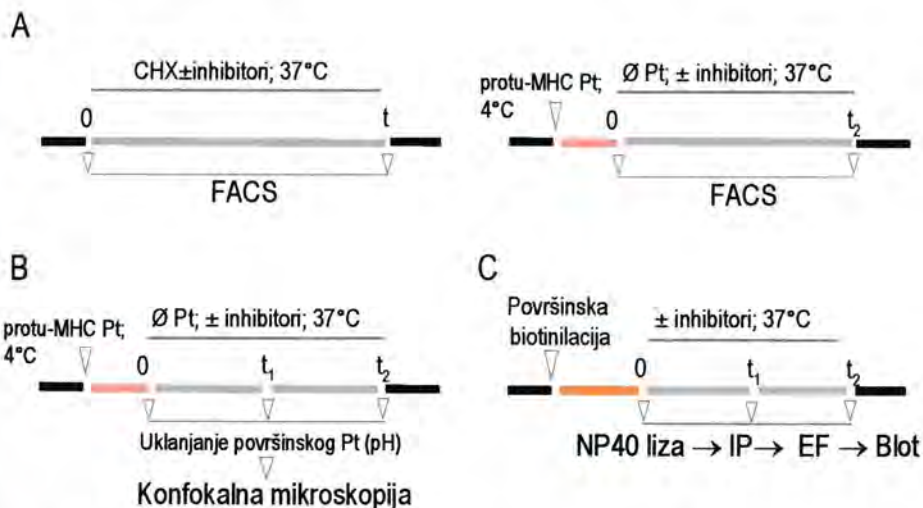 A
CHX±inhibitori; 37°C
0 t
FACS
protu-MHC Pt;
4°C
Ø Pt; ± inhibitori; 37°C
0 t2
FACS
B
protu-MHC Pt;
4°C
Ø Pt; ± inhibitori; 37°C
0 t1 t2
Uklanjanje površinskog Pt (pH)
Konfokalna mikroskopija
C
Površinska
biotinilacija
± inhibitori; 37°C
0 t1 t2
NP40 liza → IP → EF → Blot